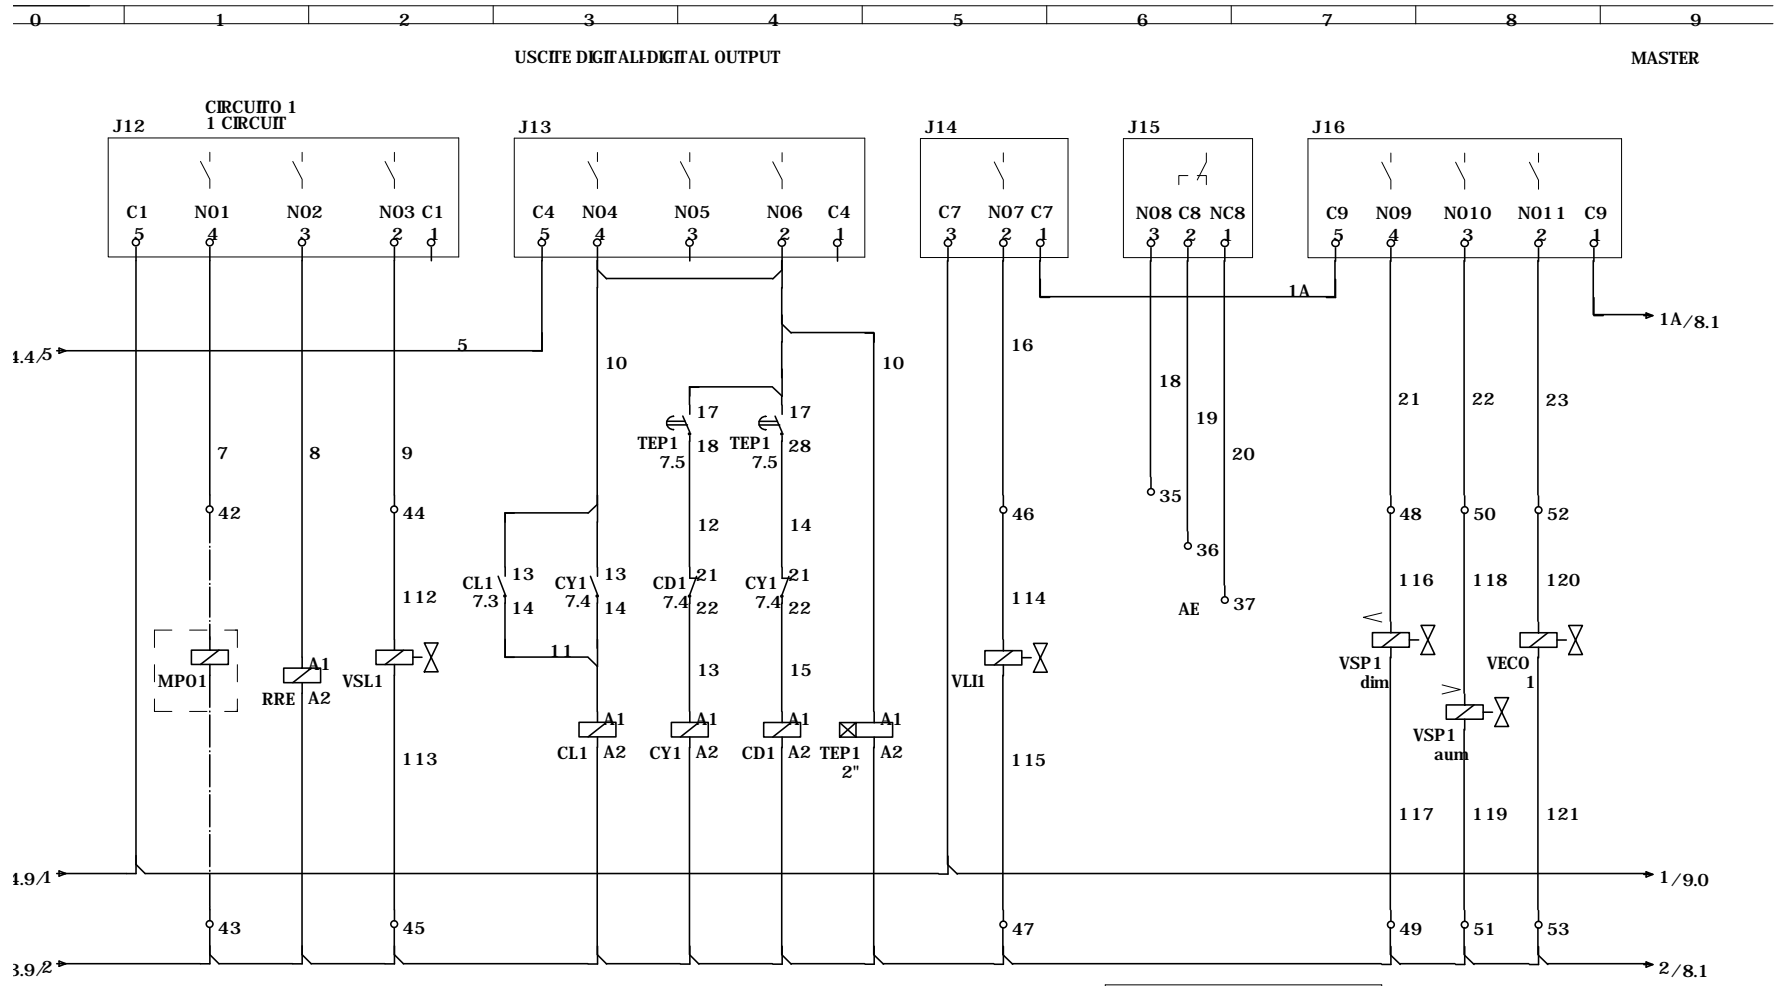 0 1 2 3 4 5 6 7 8 9
USCITE DIGITALI-DIGITAL OUTPUT MASTER
CIRCUITO 1
1 CIRCUIT
J12 J13 J14 J15 J16
C1 NO1 NO2 NO3 C1 C4 NO4 NO5 NO6 C4 C7 NO7 C7 NO8 C8 NC8 C9 NO9 NO10 NO11 C9
5 4 3 2 1 5 4 3 2 1 3 2 1 3 2 1 5 4 3 2 1
1A
1A/8.1
4.4/5 5 16
10 10
18
21 22 23
17 17
19
TEP1 18 TEP1 28
7.5 7.5
7 8 9 20
35
42 44 46 48 50 52
12 14
36
CL1 13 CY1 13 CD1 21 CY1 21
7.3 14 7.4 14 7.4 22 7.4 22
112 114 116 118 120
AE 37
11
13 15
MPO1 A1 VSL1 VLI1 VSP1 VECO
RRE A2 dim 1
< >
A1 A1 A1 A1
CL1 A2 CY1 A2 CD1 A2 TEP1 A2
2"
VSP1
aum
113 115
117 119 121
4.9/1 1/9.0
43 45 47 49 51 53
3.9/2 2/8.1